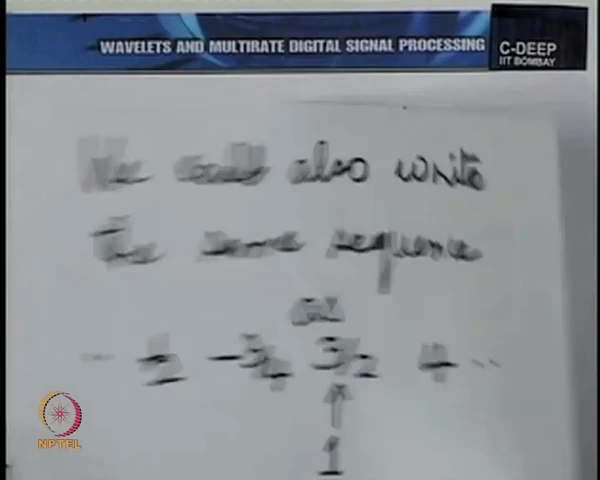 WAVELETS AND MULTIRATE DIGITAL SIGNAL PROCESSING
C-DEEP
IIT BOMBAY
We could also write
the same sequence
as
-3/4 3/2 4 ...
↑
1
NPTEL